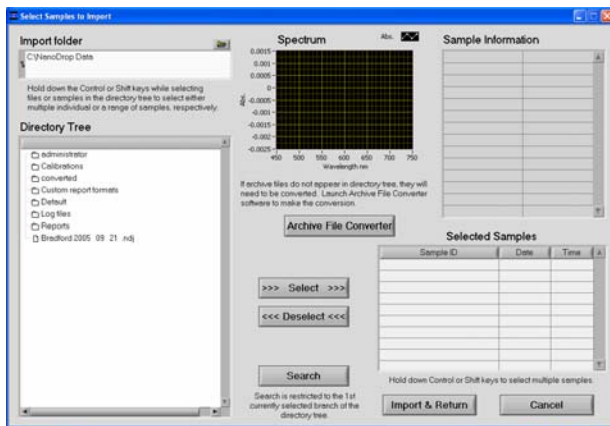 Select Samples to Import
Import folder
C:\NanoDrop Data
Hold down the Control or Shift keys while selecting
files or samples in the directory tree to select either
multiple individual or a range of samples, respectively.
Directory Tree
administrator
Calibrations
converted
Custom report formats
Default
Log files
Reports
Bradford 2005 09 21 .ndj
Spectrum
Abs.
0.0015
0.001
0.0005
0
-0.0005
-0.001
-0.0015
-0.002
-0.0025
Abs.
450 500 550 600 650 700 750
Wavelength nm
If archive files do not appear in directory tree, they will
need to be converted. Launch Archive File Converter
software to make the conversion.
Archive File Converter
>>> Select >>>
<<< Deselect <<<
Search
Search is restricted to the 1st
currently selected branch of the
directory tree.
Sample Information
Selected Samples
Sample ID Date Time
Hold down Control or Shift keys to select multiple samples.
Import & Return Cancel